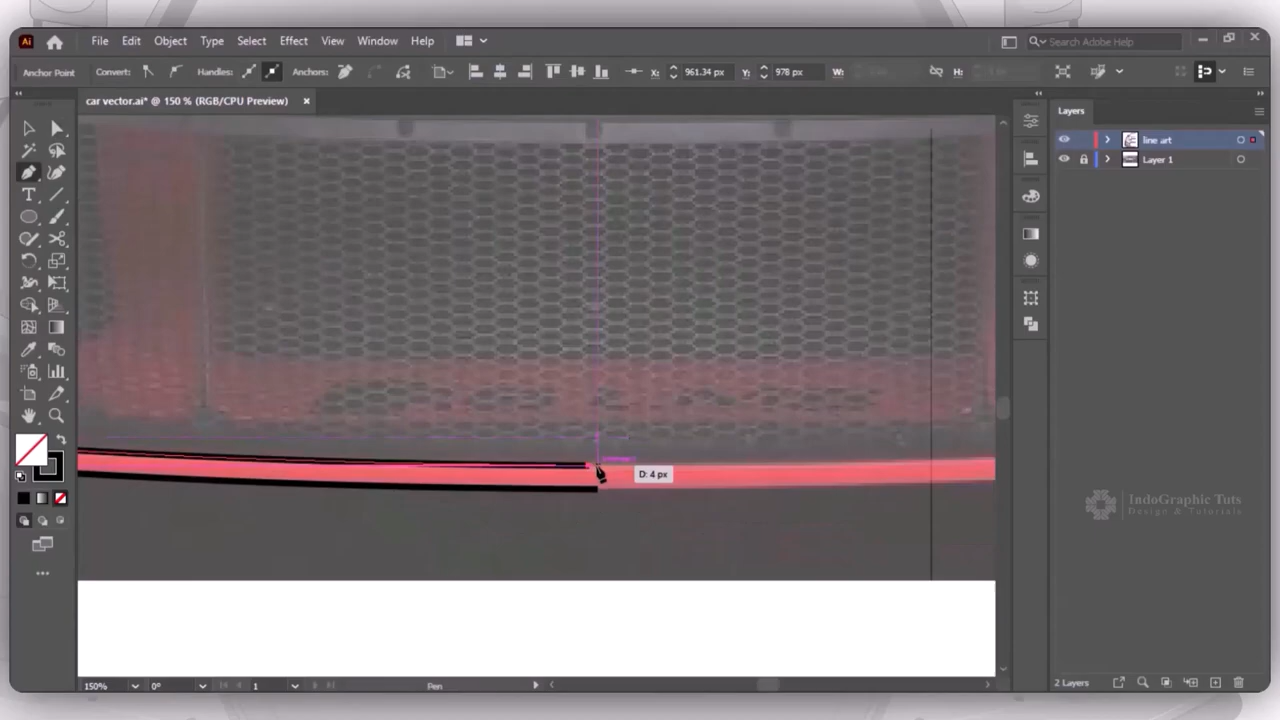 Ai File Edit Object Type Select Effect View Window Help Search Adobe Help
Anchor Point Convert: Handles: Anchors: X: 961.34 px Y: 978 px W: H:
car vector.ai* @ 150 % (RGB/CPU Preview) ×
Layers
line art
Layer 1
D: 4 px
IndoGraphic Tuts
Design & Tutorials
150% 0° 1 Pen 2 Layers